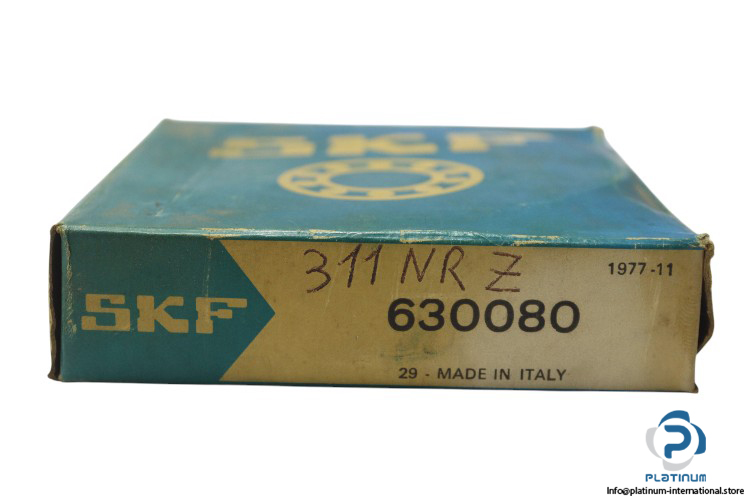 SKF
311 NR Z
1977-11
SKF
630080
29 - MADE IN ITALY
PLATINUM
Info@platinum-international.store